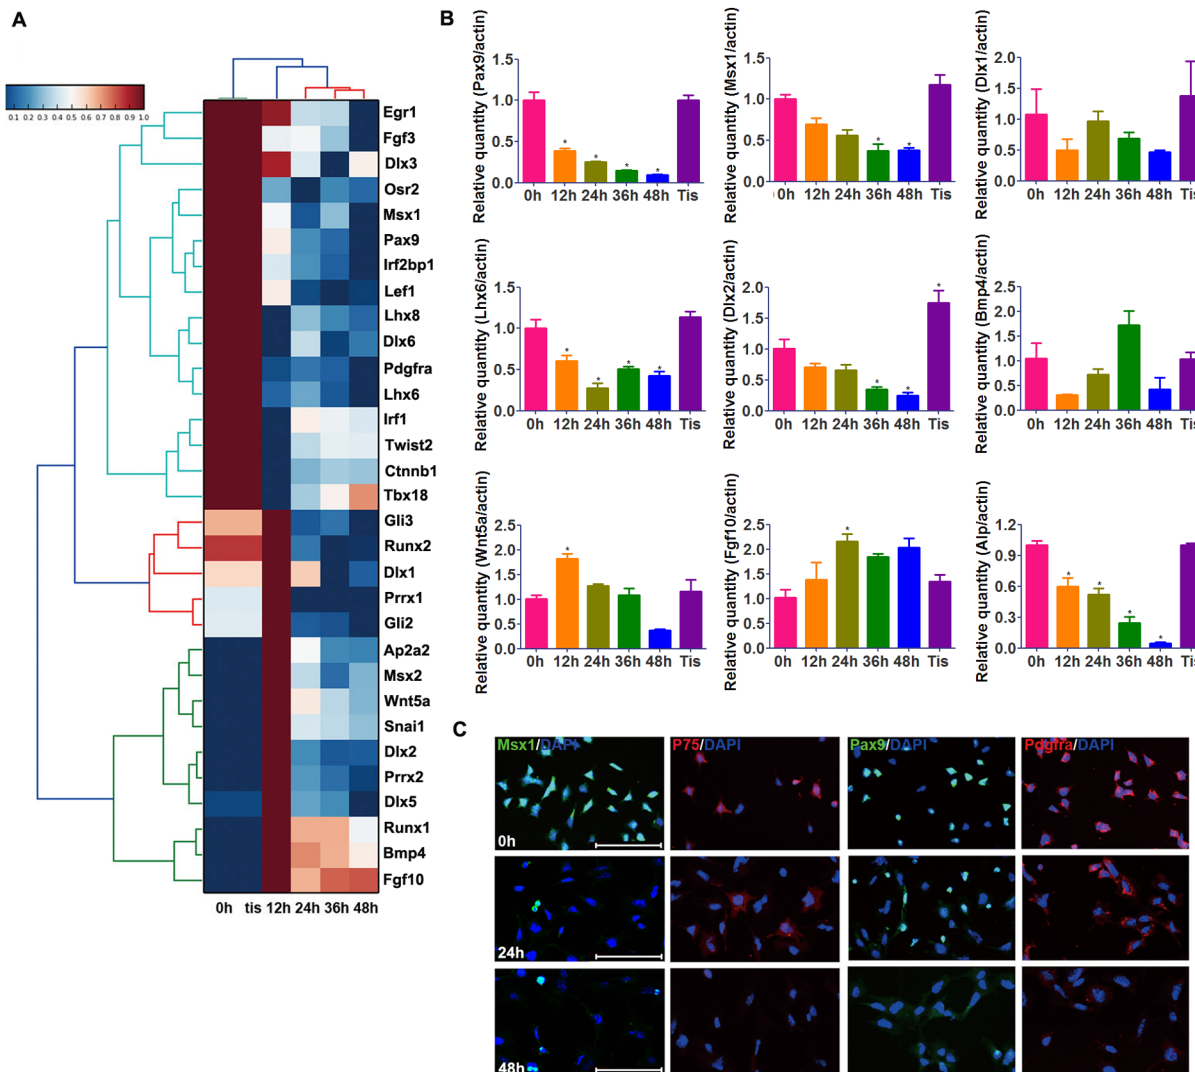 A
0.1 0.2 0.3 0.4 0.5 0.6 0.7 0.8 0.9 1.0
Egr1
Fgf3
Dlx3
Osr2
Msx1
Pax9
Irf2bp1
Lef1
Lhx8
Dlx6
Pdgfra
Lhx6
Irf1
Twist2
Ctnnb1
Tbx18
Gli3
Runx2
Dlx1
Prrx1
Gli2
Ap2a2
Msx2
Wnt5a
Snai1
Dlx2
Prrx2
Dlx5
Runx1
Bmp4
Fgf10
0h tis 12h 24h 36h 48h
B
Relative quantity (Pax9/actin)
1.5
1.0
0.5
0.0
* * * *
0h 12h 24h 36h 48h Tis
Relative quantity (Msx1/actin)
1.5
1.0
0.5
0.0
* *
0h 12h 24h 36h 48h Tis
Relative quantity (Dlx1/actin)
2.0
1.5
1.0
0.5
0.0
0h 12h 24h 36h 48h Tis
Relative quantity (Lhx6/actin)
1.5
1.0
0.5
0.0
* * * *
0h 12h 24h 36h 48h Tis
Relative quantity (Dlx2/actin)
2.0
1.5
1.0
0.5
0.0
* * *
0h 12h 24h 36h 48h Tis
Relative quantity (Bmp4/actin)
2.5
2.0
1.5
1.0
0.5
0.0
0h 12h 24h 36h 48h Tis
Relative quantity (Wnt5a/actin)
2.5
2.0
1.5
1.0
0.5
0.0
*
0h 12h 24h 36h 48h Tis
Relative quantity (Fgf10/actin)
2.5
2.0
1.5
1.0
0.5
0.0
*
0h 12h 24h 36h 48h Tis
Relative quantity (Alp/actin)
1.2
0.9
0.6
0.3
0.0
* * * *
0h 12h 24h 36h 48h Tis
C
Msx1/DAPI P75/DAPI Pax9/DAPI Pdgfra/DAPI
0h
24h
48h